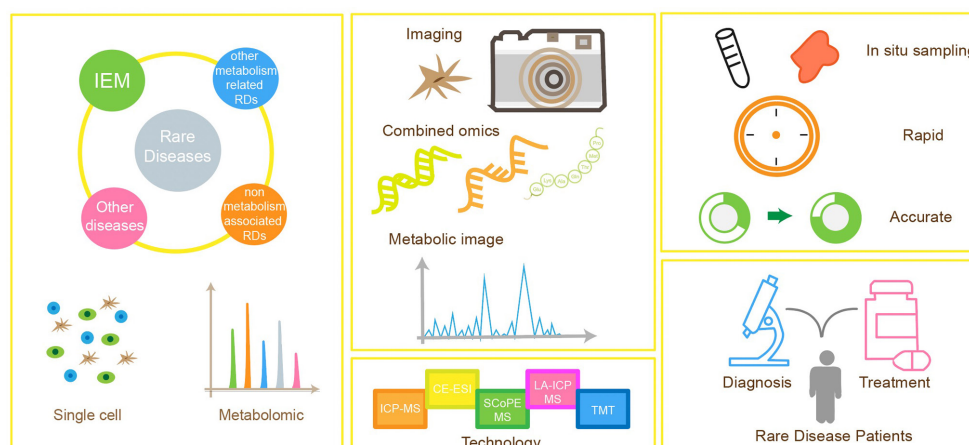 IEM
other
metabolism
related
RDs
Rare
Diseases
Other
diseases
non
metabolism
associated
RDs
Single cell
Metabolomic
Imaging
Combined omics
Metabolic image
ICP-MS
CE-ESI
SCoPE
MS
LA-ICP
MS
TMT
Technology
In situ sampling
Rapid
Accurate
Diagnosis
Treatment
Rare Disease Patients